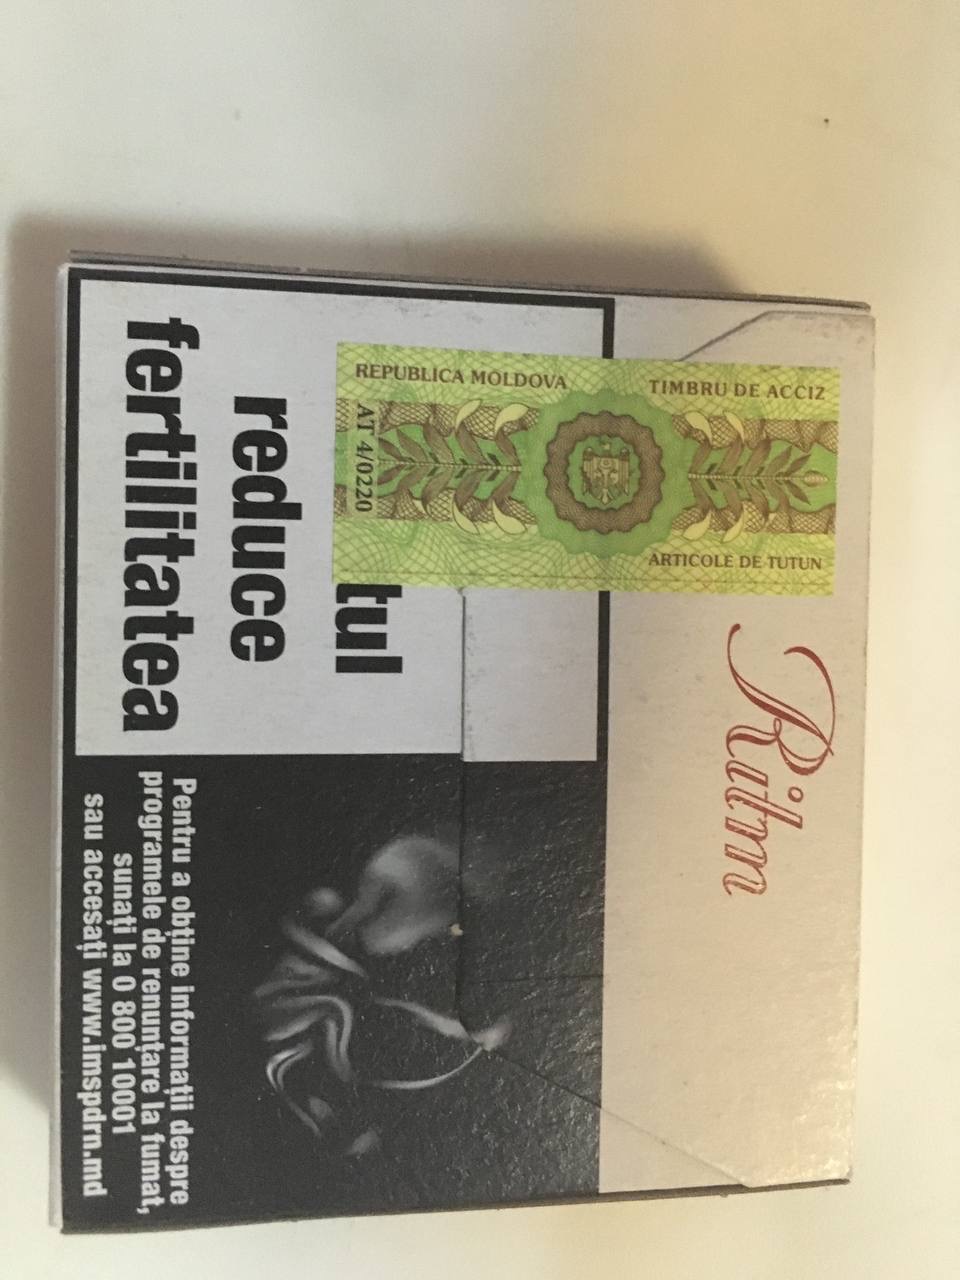 REPUBLICA MOLDOVA
TIMBRU DE ACCIZ
AT 4/0220
ARTICOLE DE TUTUN
Ritm
reduce
fertilitatea
Pentru a obține informații despre
programele de renunțare la fumat,
sunați la 0 800 10001
sau accesați www.imspdrn.md